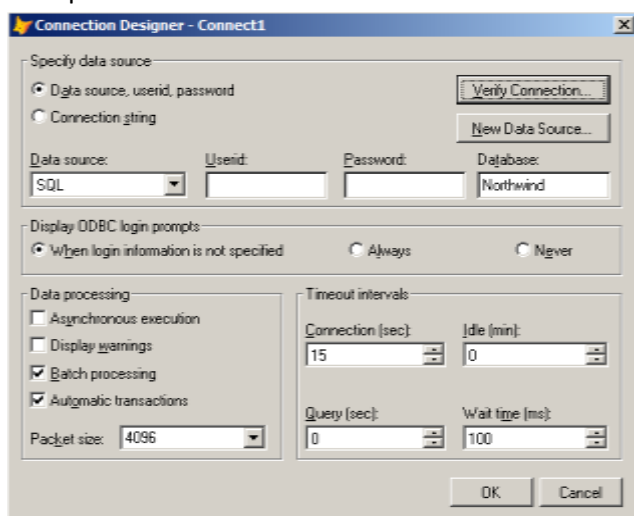 Connection Designer - Connect1
Specify data source
Data source, userid, password
Verify Connection...
Connection string
New Data Source...
Data source: Userid: Password: Database:
SQL Northwind
Display ODBC login prompts
When login information is not specified Always Never
Data processing Timeout intervals
Asynchronous execution
Connection (sec): Idle (min):
Display warnings
15 0
Batch processing
Automatic transactions
Query (sec): Wait time (ms):
Packet size: 4096 0 100
OK Cancel